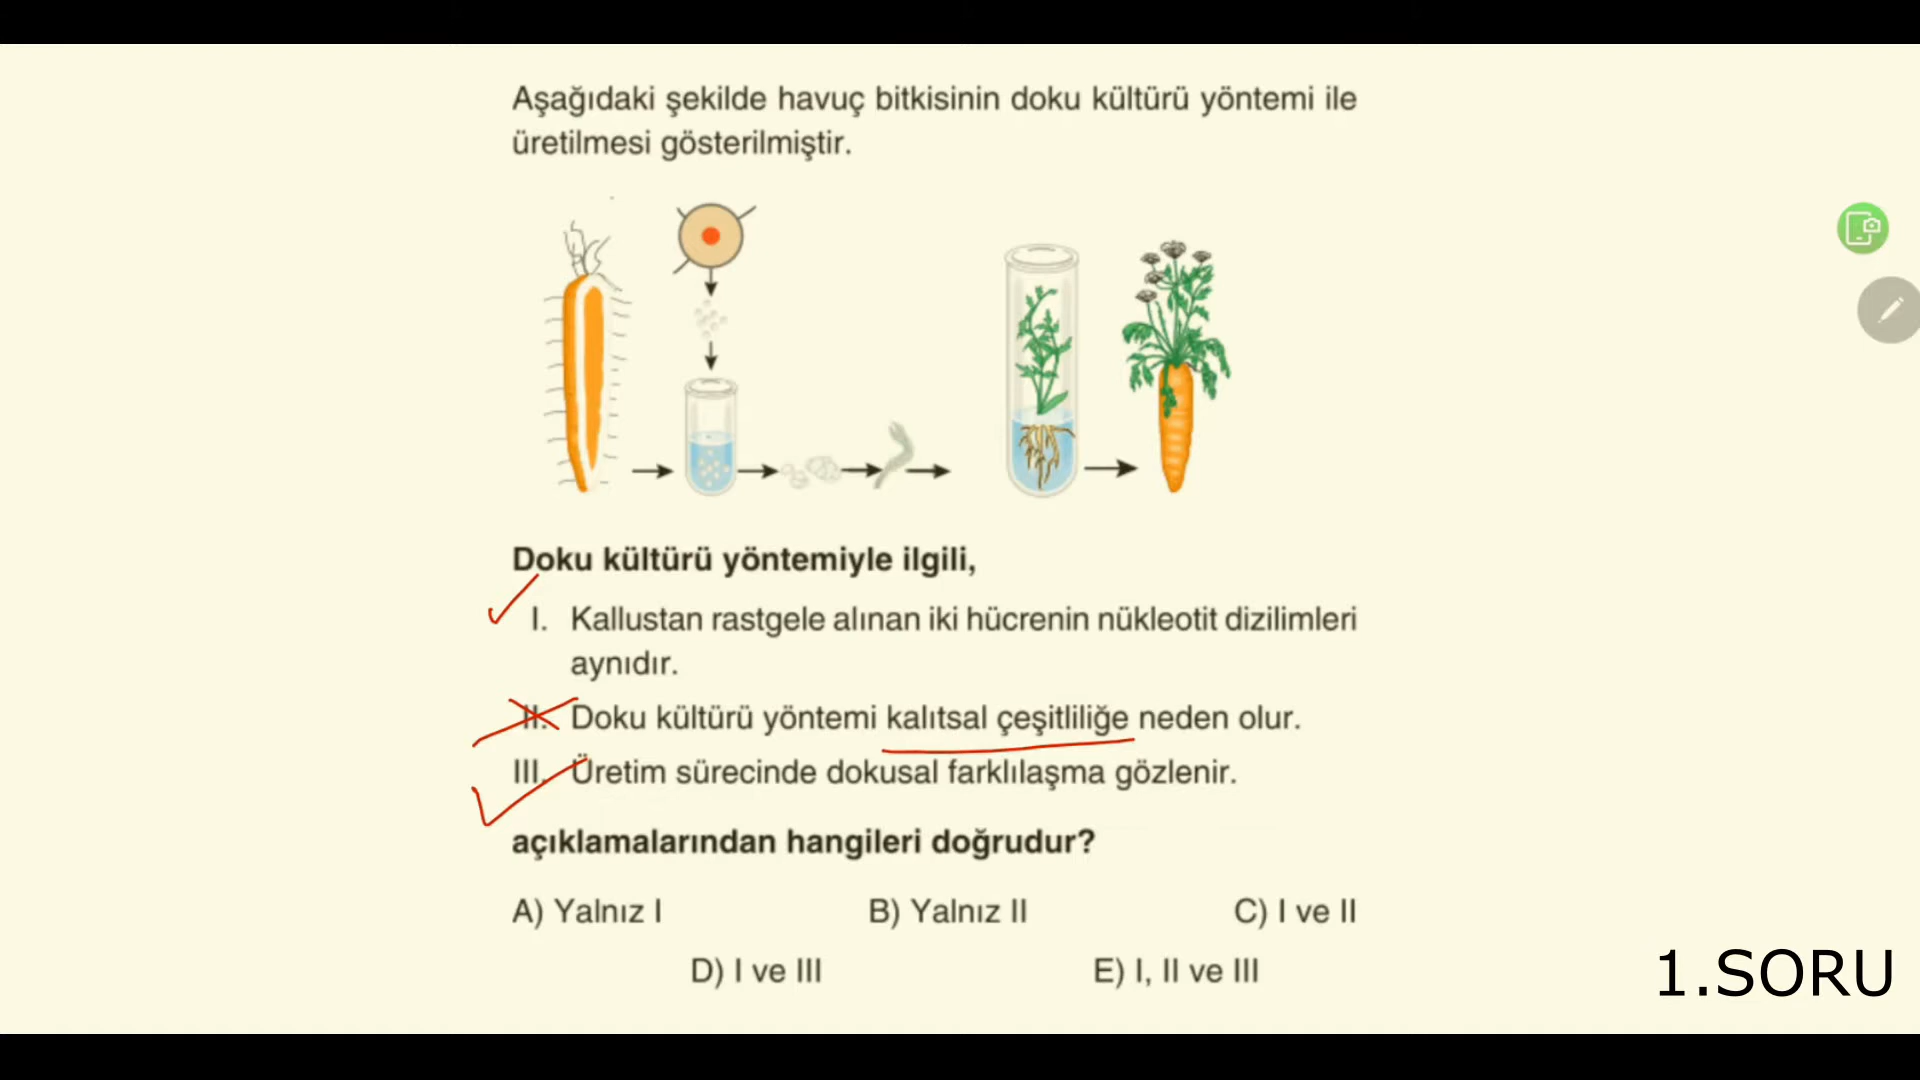 Aşağıdaki şekilde havuç bitkisinin doku kültürü yöntemi ile
üretilmesi gösterilmiştir.
Doku kültürü yöntemiyle ilgili,
I. Kallustan rastgele alınan iki hücrenin nükleotit dizilimleri
aynıdır.
II. Doku kültürü yöntemi kalıtsal çeşitliliğe neden olur.
III. Üretim sürecinde dokusal farklılaşma gözlenir.
açıklamalarından hangileri doğrudur?
A) Yalnız I B) Yalnız II C) I ve II
D) I ve III E) I, II ve III
1.SORU